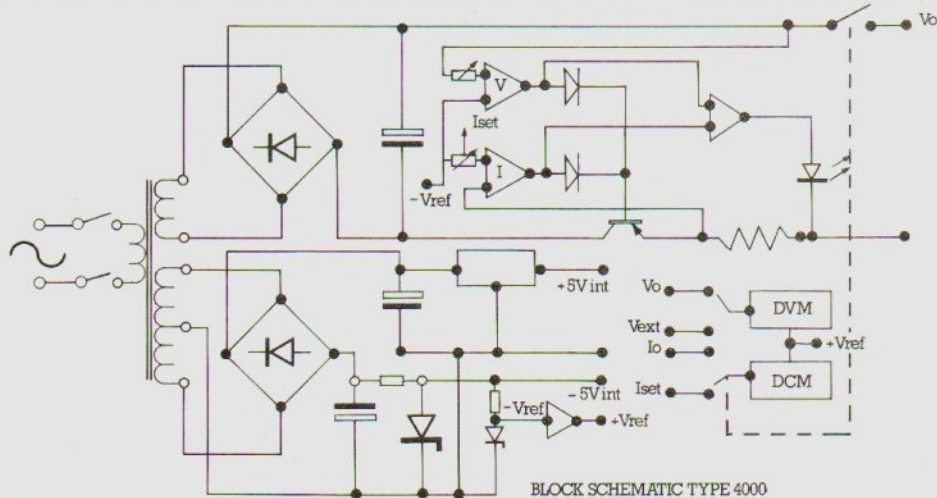 Vo
V
Iset
I
−Vref
+5V int
Vo
DVM
Vext
+Vref
Io
Iset
DCM
−5V int
−Vref
+Vref
BLOCK SCHEMATIC TYPE 4000